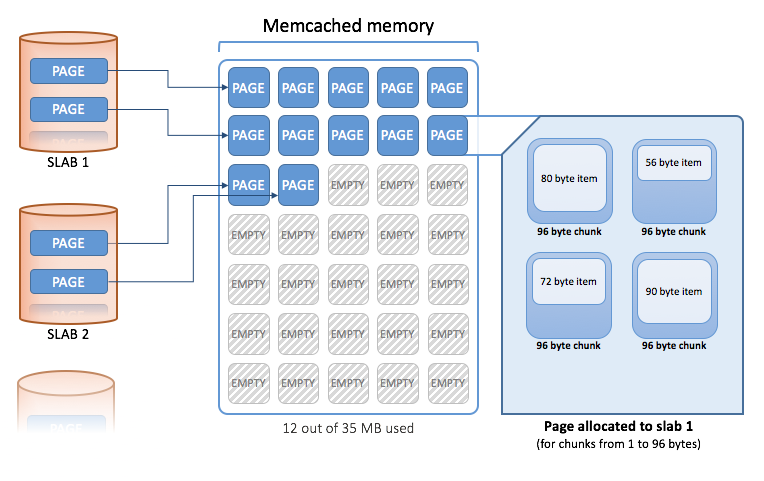 Memcached memory
PAGE
PAGE
PAGE
SLAB 1
PAGE
PAGE
SLAB 2
PAGE
PAGE PAGE PAGE PAGE PAGE
PAGE PAGE PAGE PAGE PAGE
PAGE PAGE EMPTY EMPTY EMPTY
EMPTY EMPTY EMPTY EMPTY EMPTY
EMPTY EMPTY EMPTY EMPTY EMPTY
EMPTY EMPTY EMPTY EMPTY EMPTY
EMPTY EMPTY EMPTY EMPTY EMPTY
12 out of 35 MB used
80 byte item
96 byte chunk
56 byte item
96 byte chunk
72 byte item
96 byte chunk
90 byte item
96 byte chunk
Page allocated to slab 1
(for chunks from 1 to 96 bytes)